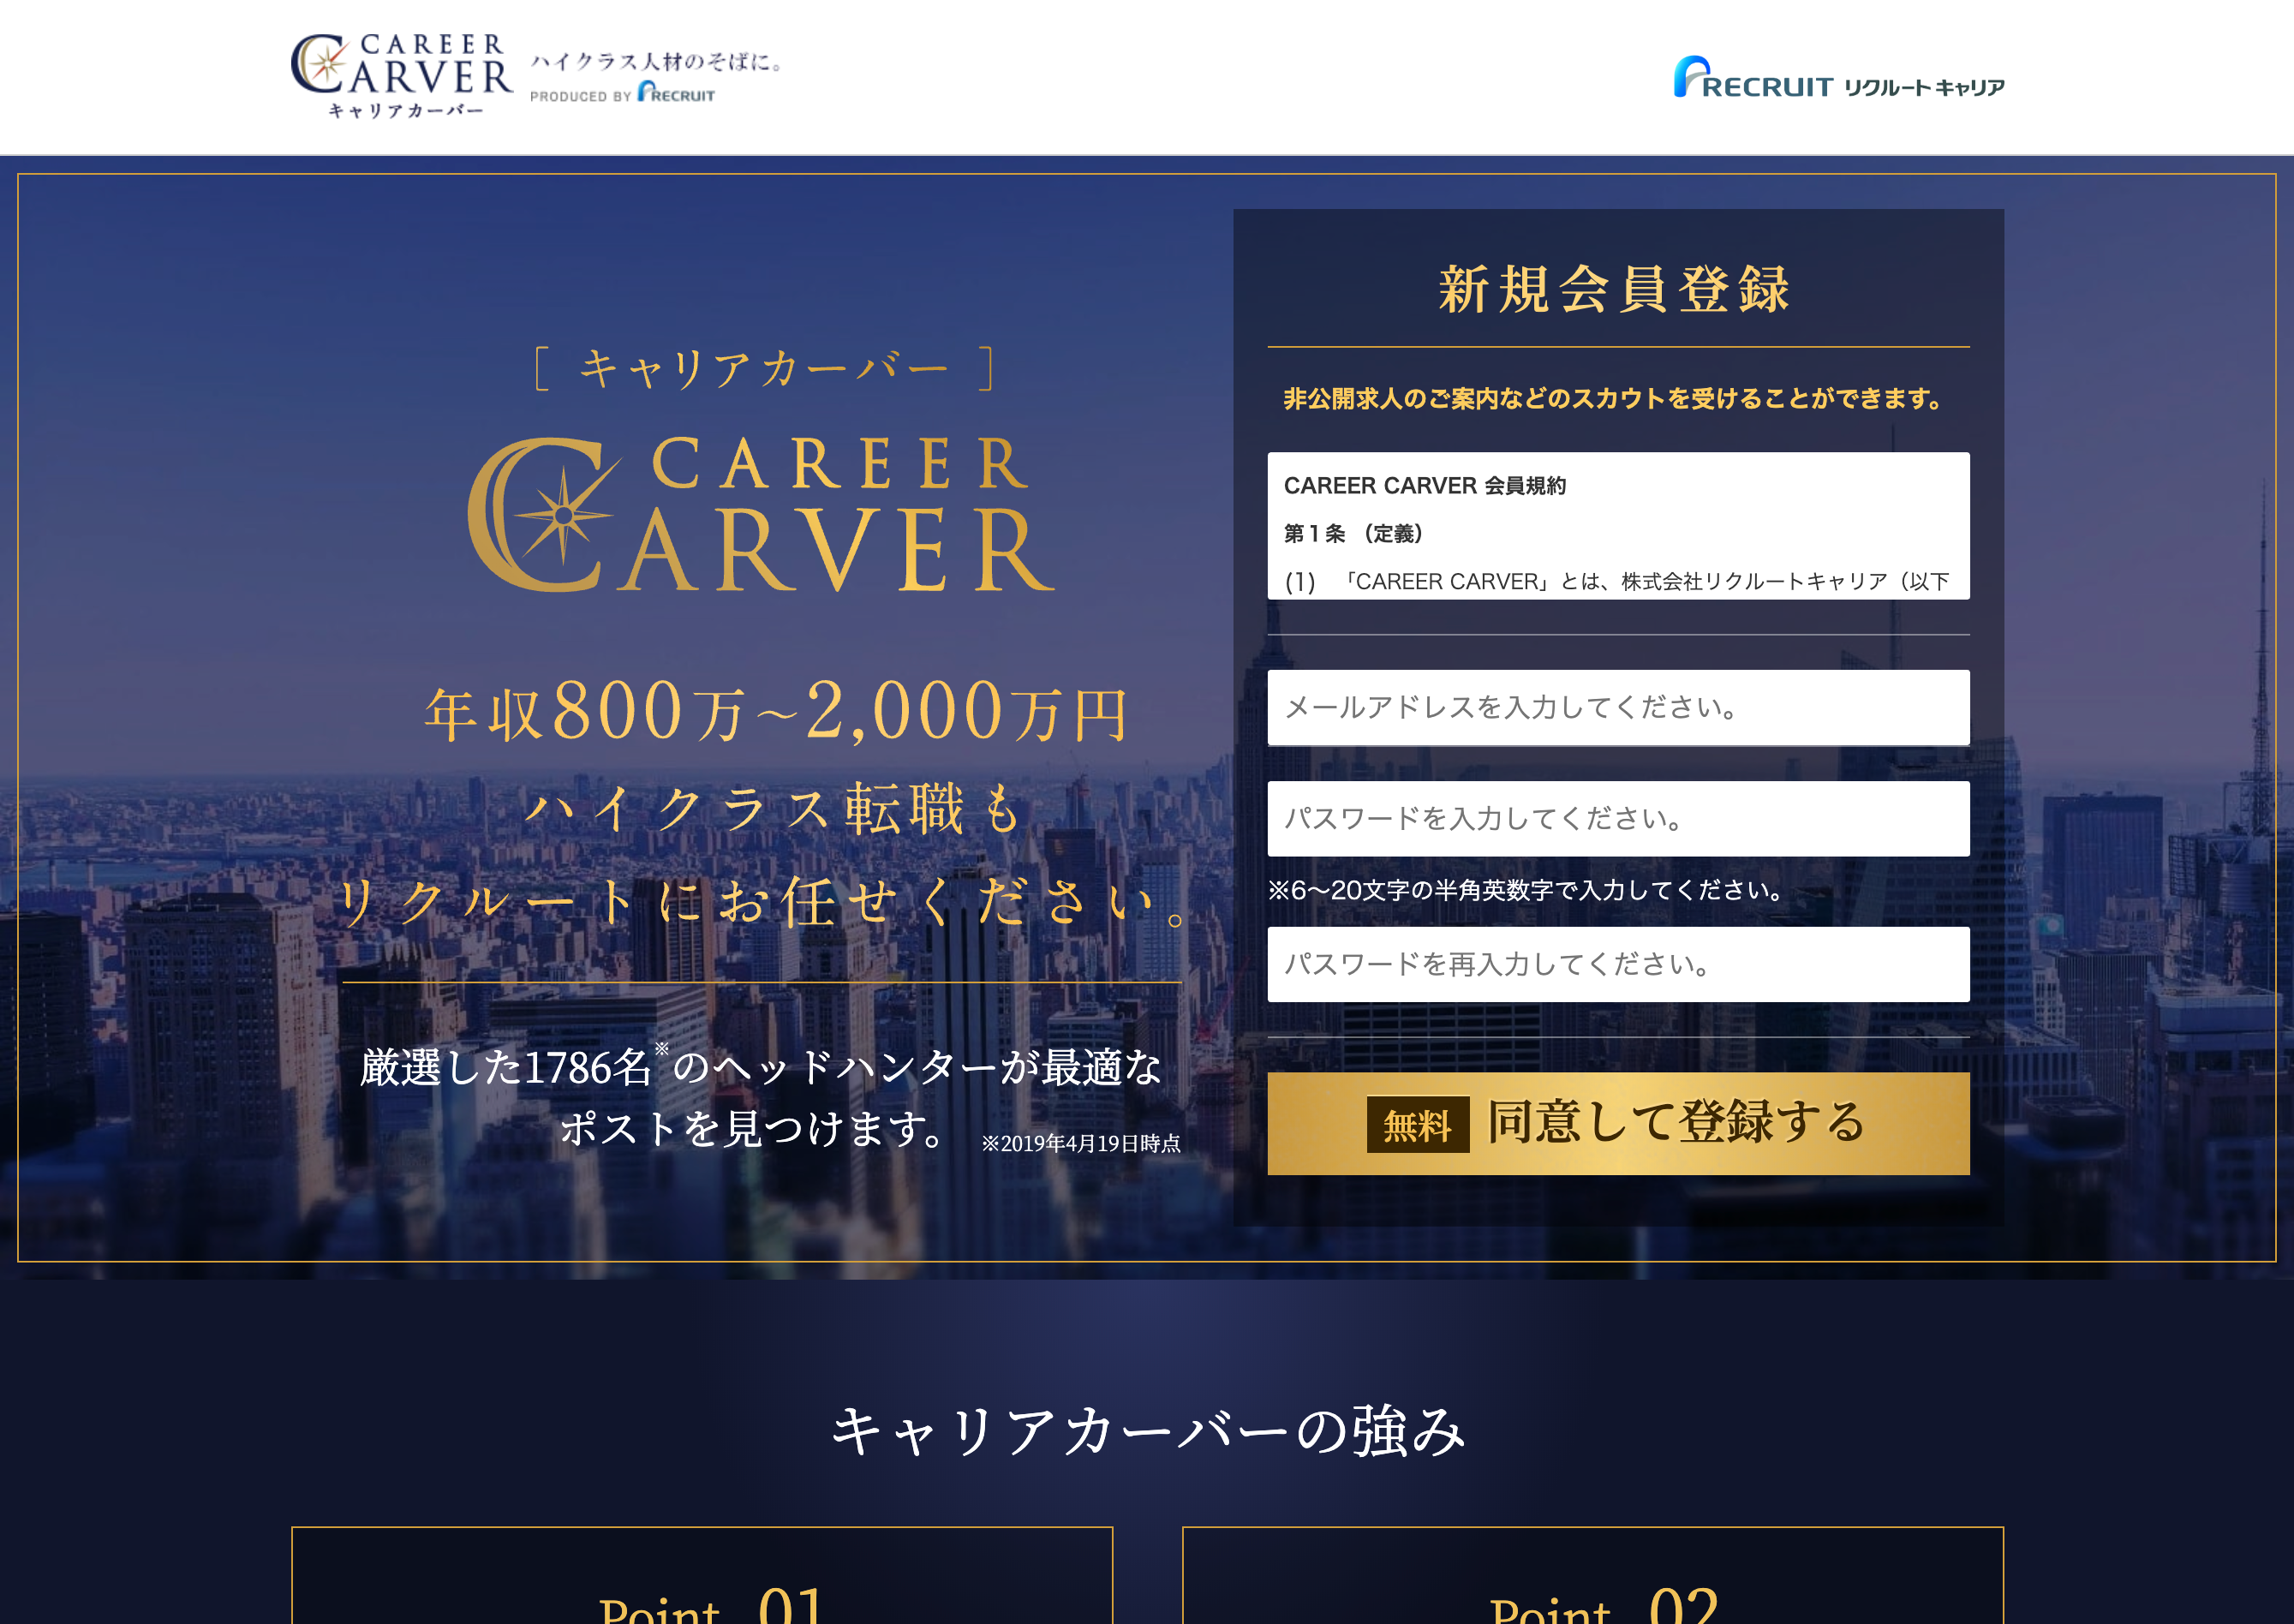 CAREER
CARVER
キャリアカーバー
ハイクラス人材のそばに。
PRODUCED BY RECRUIT
RECRUIT リクルートキャリア
[ キャリアカーバー ]
CAREER
CARVER
年収800万~2,000万円
ハイクラス転職も
リクルートにお任せください。
厳選した1786名※のヘッドハンターが最適な
ポストを見つけます。 ※2019年4月19日時点
新規会員登録
非公開求人のご案内などのスカウトを受けることができます。
CAREER CARVER 会員規約
第1条 （定義）
(1) 「CAREER CARVER」とは、株式会社リクルートキャリア（以下
メールアドレスを入力してください。
パスワードを入力してください。
※6〜20文字の半角英数字で入力してください。
パスワードを再入力してください。
無料 同意して登録する
キャリアカーバーの強み
Point 01
Point 02